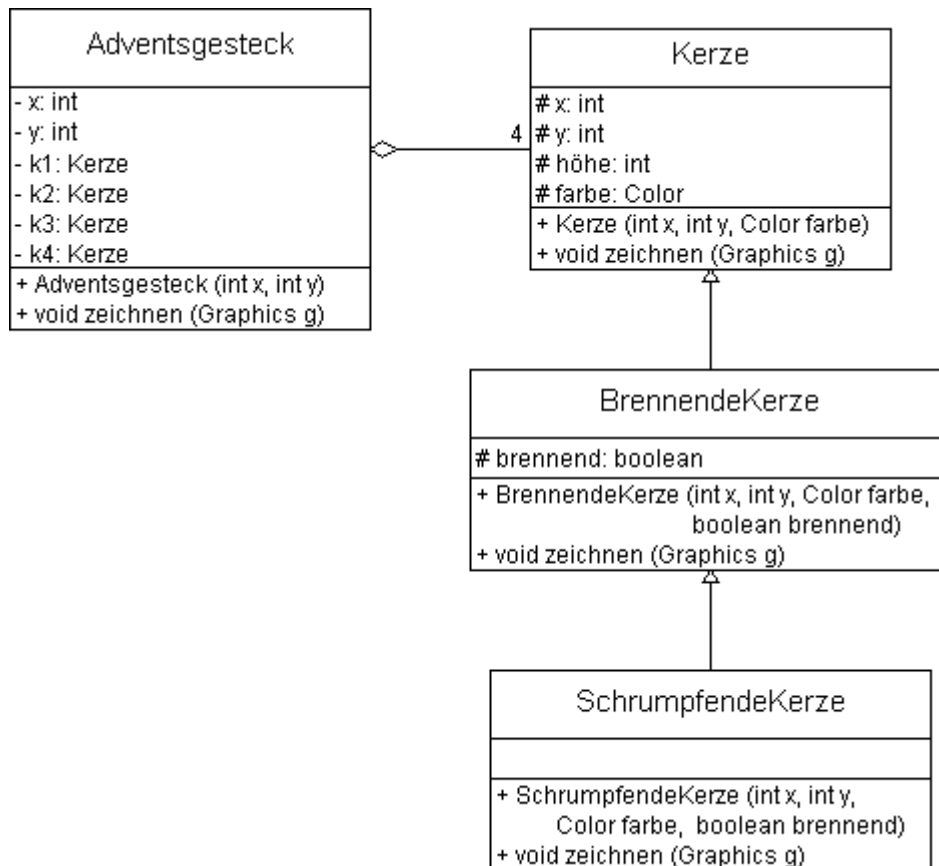 Adventsgesteck
- x: int
- y: int
- k1: Kerze
- k2: Kerze
- k3: Kerze
- k4: Kerze
+ Adventsgesteck (int x, int y)
+ void zeichnen (Graphics g)
4
Kerze
# x: int
# y: int
# höhe: int
# farbe: Color
+ Kerze (int x, int y, Color farbe)
+ void zeichnen (Graphics g)
BrennendeKerze
# brennend: boolean
+ BrennendeKerze (int x, int y, Color farbe,
boolean brennend)
+ void zeichnen (Graphics g)
SchrumpfendeKerze
+ SchrumpfendeKerze (int x, int y,
Color farbe, boolean brennend)
+ void zeichnen (Graphics g)